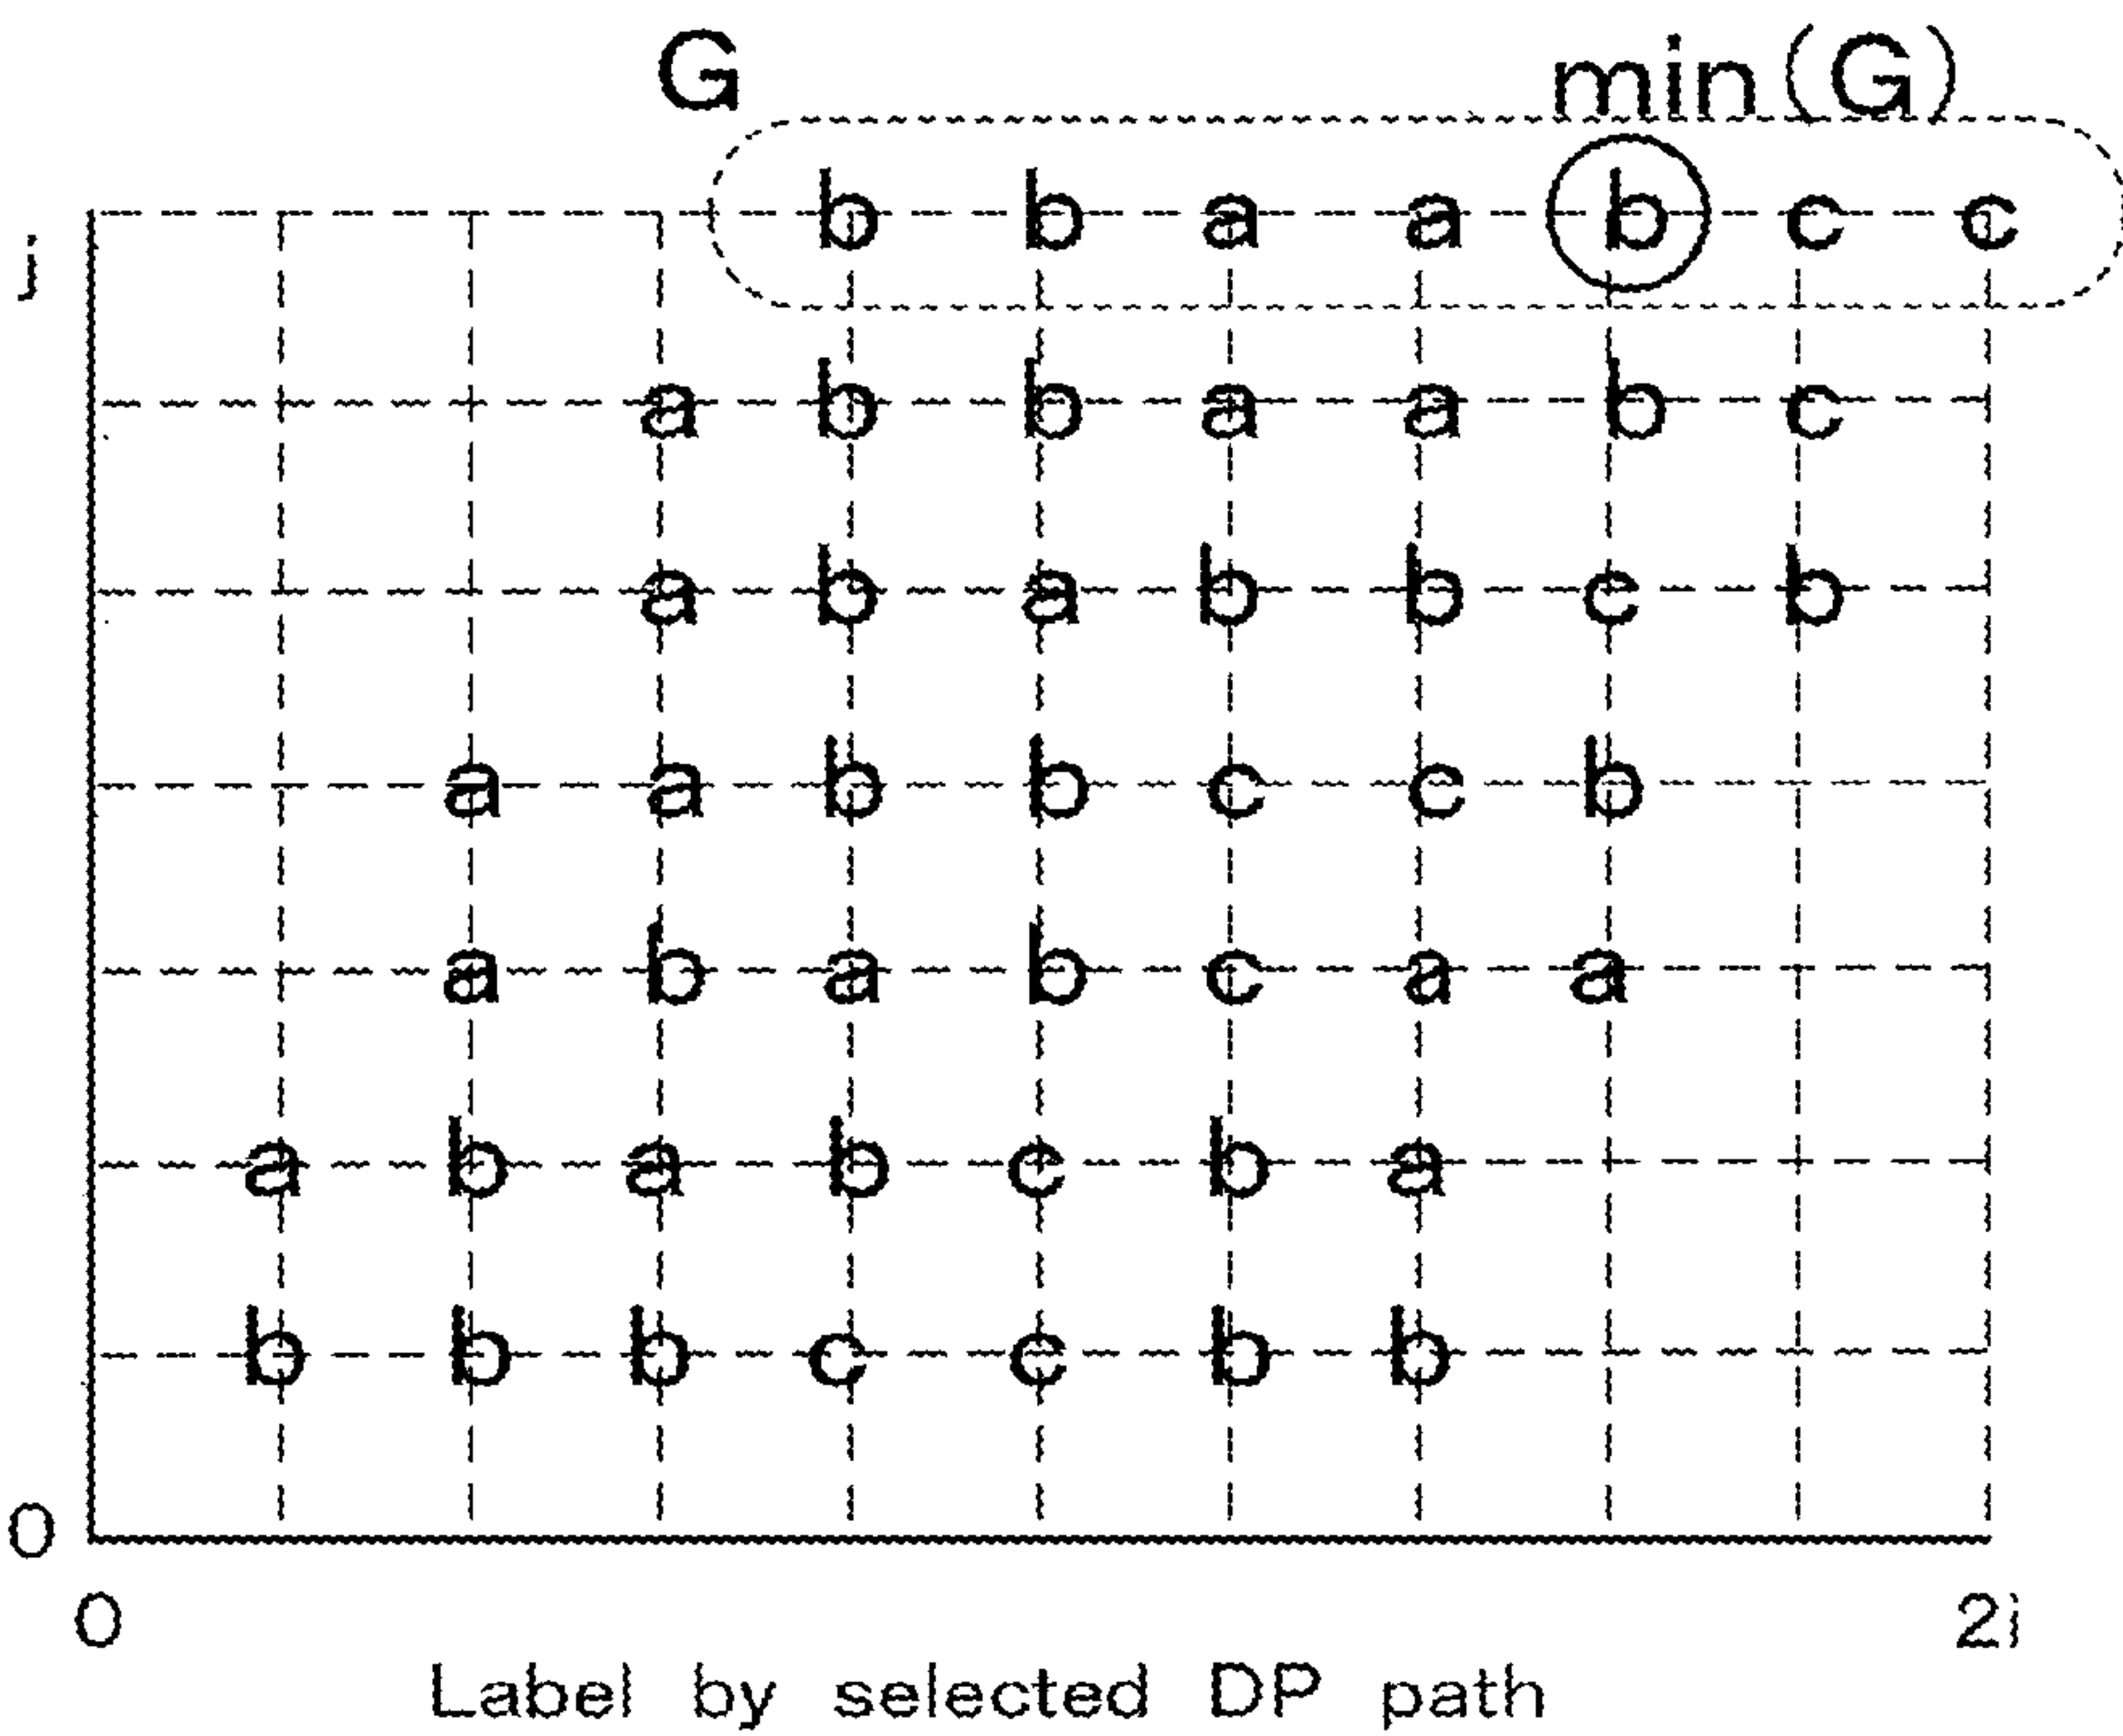 G min(G)
j b b a a b c c
a b b a a b c
a b a b b c b
a a b b c c b
a b a b c a a
a b a b c b a
b b b c c b b
0
0 2i
Label by selected DP path